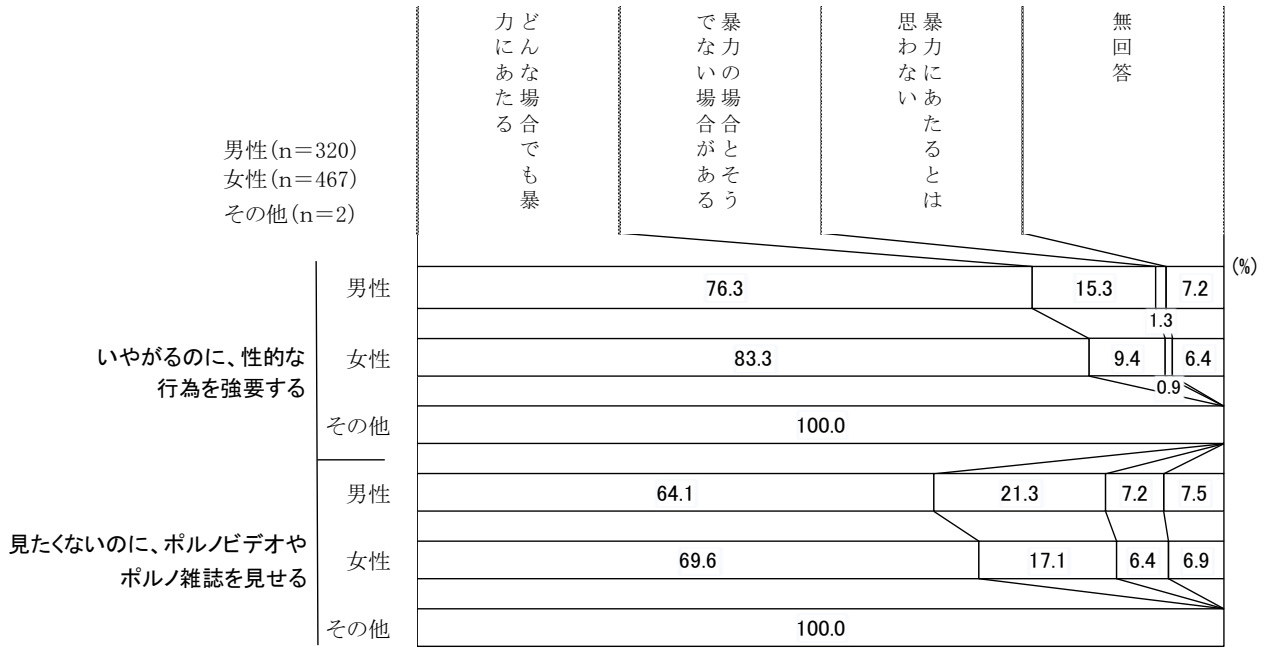 どんな場合でも暴
力にあたる
暴力の場合とそう
でない場合がある
暴力にあたるとは
思わない
無回答
男性(n=320)
女性(n=467)
その他(n=2)
(%)
いやがるのに、性的な
行為を強要する
男性
76.3
15.3
1.3
7.2
女性
83.3
9.4
0.9
6.4
その他
100.0
見たくないのに、ポルノビデオや
ポルノ雑誌を見せる
男性
64.1
21.3
7.2
7.5
女性
69.6
17.1
6.4
6.9
その他
100.0